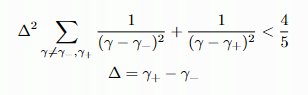 Δ² ∑_{γ≠γ₋,γ₊} 1/(γ − γ₋)² + 1/(γ − γ₊)² < 4/5
Δ = γ₊ − γ₋